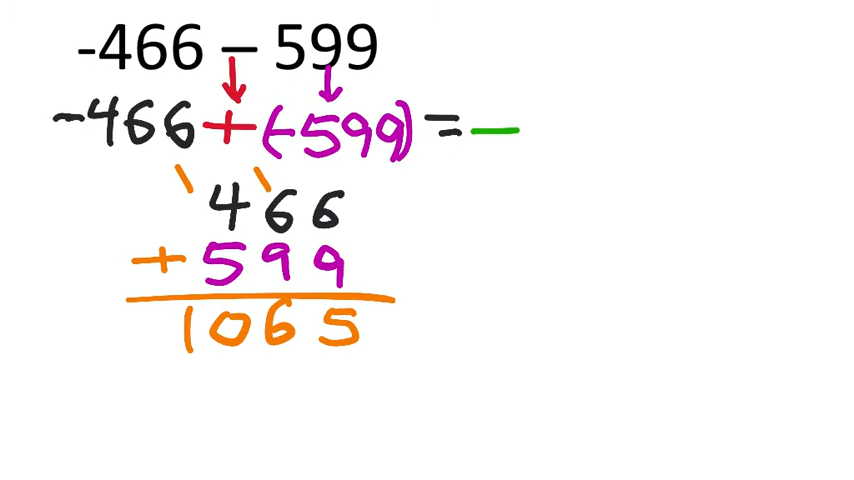 -466 – 599
-466 + (-599) = -
466
+ 599
1065